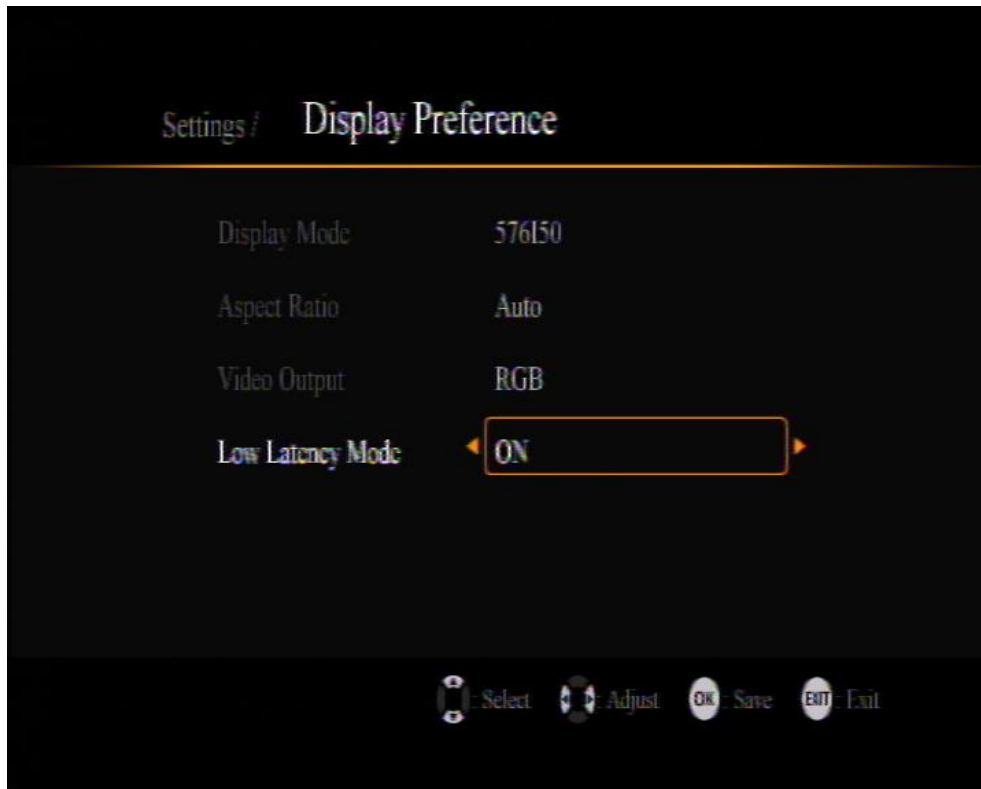 Settings / Display Preference
Display Mode 576I50
Aspect Ratio Auto
Video Output RGB
Low Latency Mode ON
: Select : Adjust OK : Save EXIT : Exit